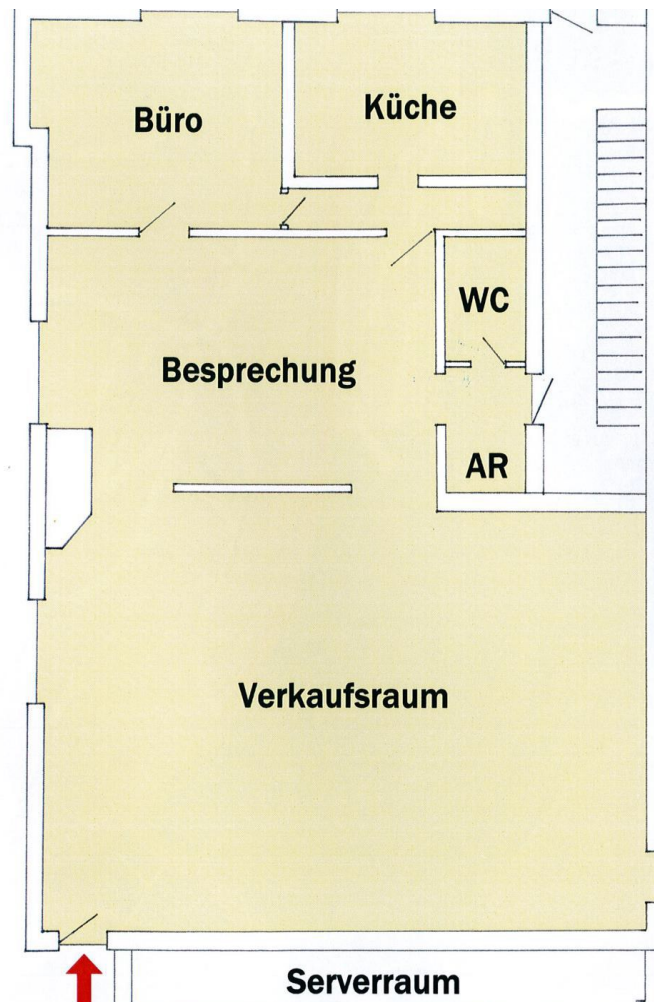 Büro
Küche
WC
Besprechung
AR
Verkaufsraum
Serverraum